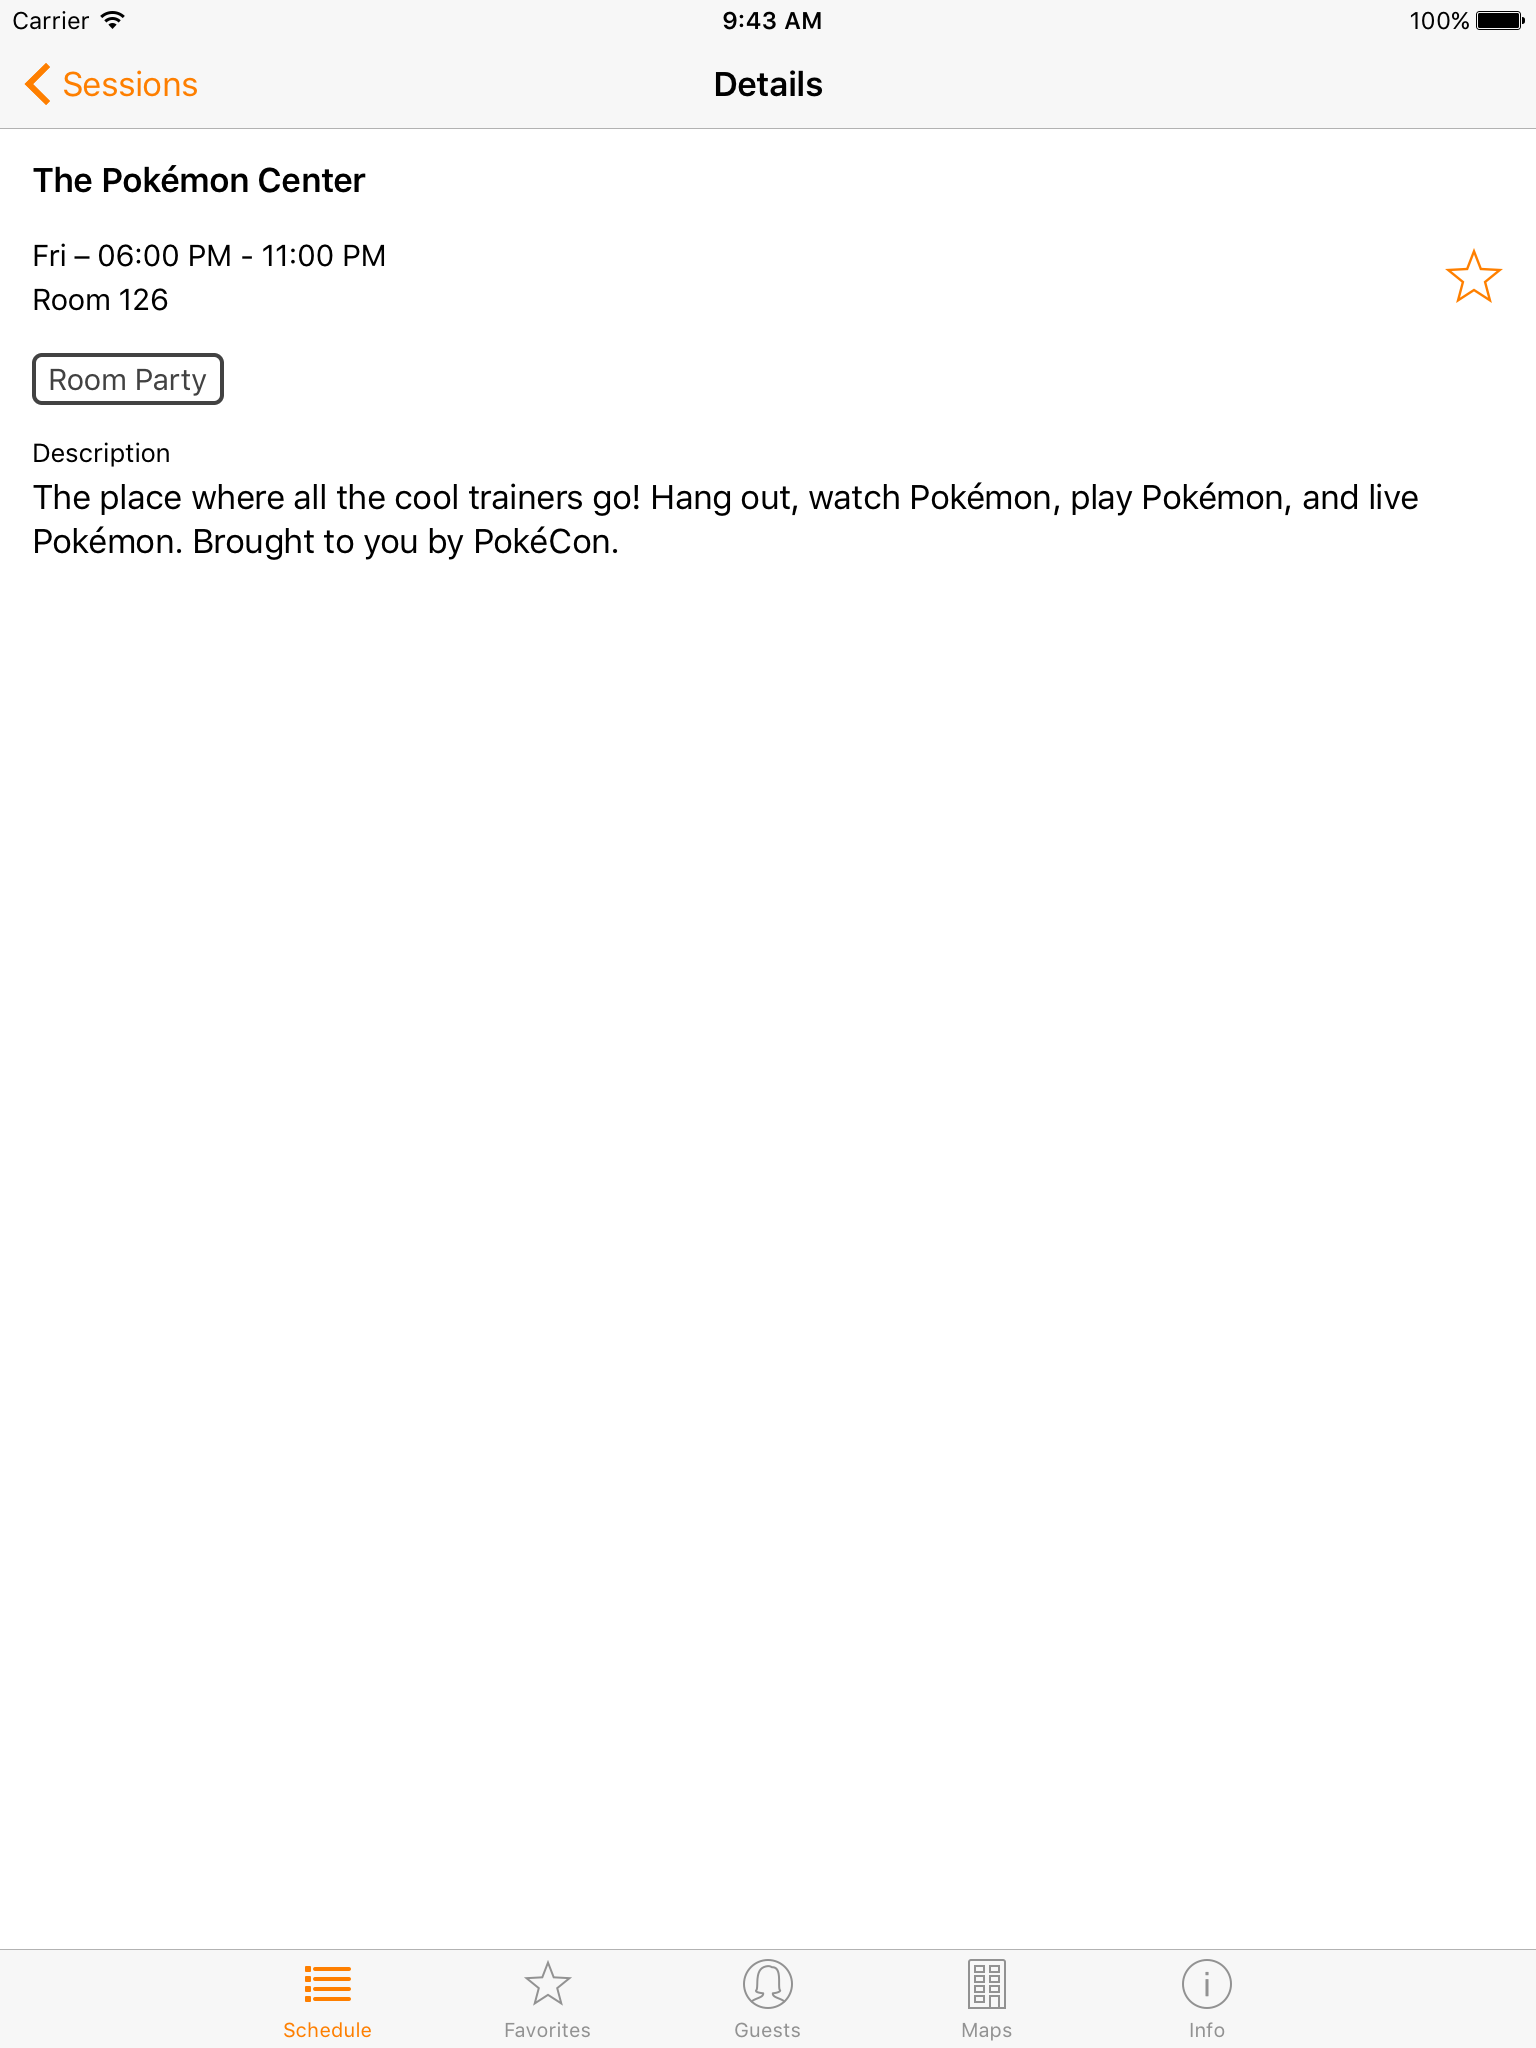 Carrier
9:43 AM
100%
Sessions
Details
The Pokémon Center
Fri – 06:00 PM - 11:00 PM
Room 126
Room Party
Description
The place where all the cool trainers go! Hang out, watch Pokémon, play Pokémon, and live
Pokémon. Brought to you by PokéCon.
Schedule
Favorites
Guests
Maps
Info